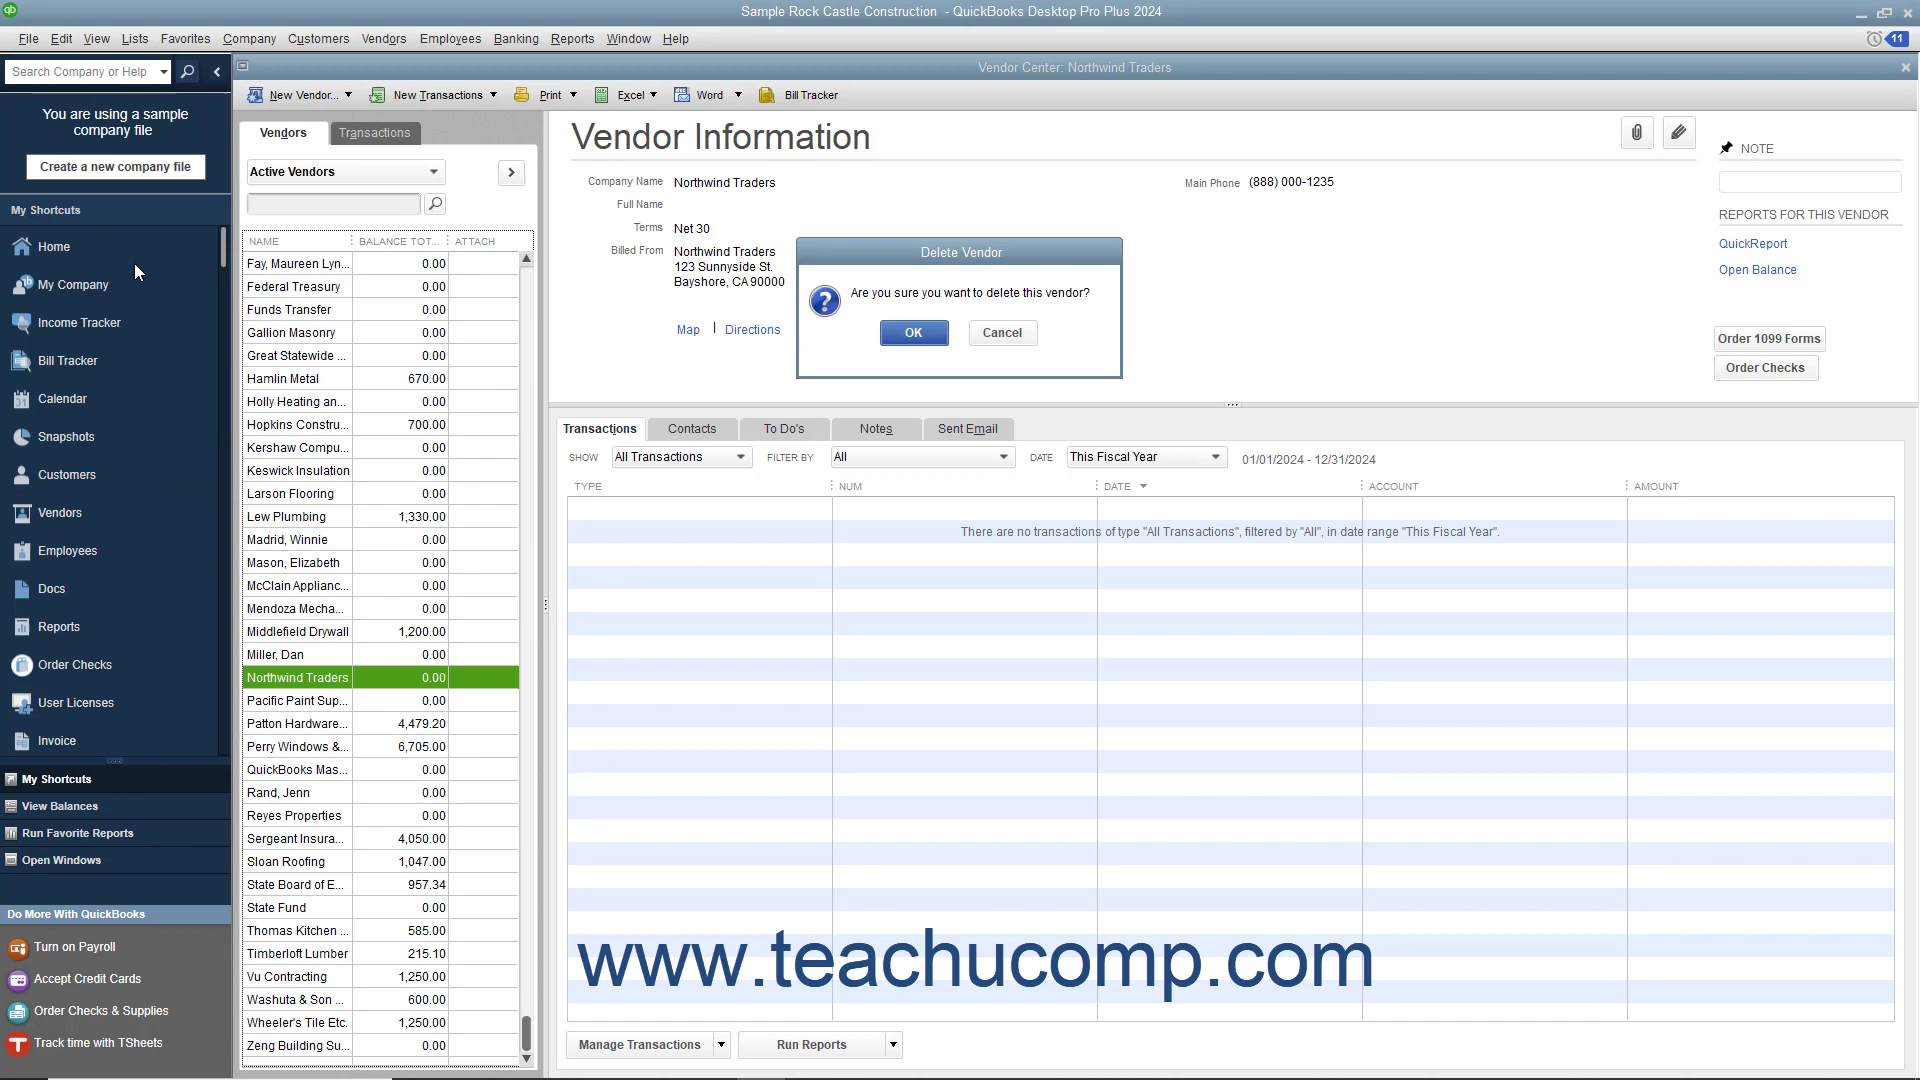 Sample Rock Castle Construction - QuickBooks Desktop Pro Plus 2024
File Edit View Lists Favorites Company Customers Vendors Employees Banking Reports Window Help
11
Search Company or Help
You are using a sample
company file
Create a new company file
My Shortcuts
Home
My Company
Income Tracker
Bill Tracker
Calendar
Snapshots
Customers
Vendors
Employees
Docs
Reports
Order Checks
User Licenses
Invoice
My Shortcuts
View Balances
Run Favorite Reports
Open Windows
Do More With QuickBooks
Turn on Payroll
Accept Credit Cards
Order Checks & Supplies
Track time with TSheets
Vendor Center: Northwind Traders
New Vendor... New Transactions Print Excel Word Bill Tracker
Vendors Transactions
Active Vendors
NAME BALANCE TOT... ATTACH
Fay, Maureen Lyn... 0.00
Federal Treasury 0.00
Funds Transfer 0.00
Gallion Masonry 0.00
Great Statewide ... 0.00
Hamlin Metal 670.00
Holly Heating an... 0.00
Hopkins Constru... 700.00
Kershaw Compu... 0.00
Keswick Insulation 0.00
Larson Flooring 0.00
Lew Plumbing 1,330.00
Madrid, Winnie 0.00
Mason, Elizabeth 0.00
McClain Applianc... 0.00
Mendoza Mecha... 0.00
Middlefield Drywall 1,200.00
Miller, Dan 0.00
Northwind Traders 0.00
Pacific Paint Sup... 0.00
Patton Hardware... 4,479.20
Perry Windows &... 6,705.00
QuickBooks Mas... 0.00
Rand, Jenn 0.00
Reyes Properties 0.00
Sergeant Insura... 4,050.00
Sloan Roofing 1,047.00
State Board of E... 957.34
State Fund 0.00
Thomas Kitchen ... 585.00
Timberloft Lumber 215.10
Vu Contracting 1,250.00
Washuta & Son ... 600.00
Wheeler's Tile Etc. 1,250.00
Zeng Building Su... 0.00
Vendor Information
Company Name Northwind Traders
Full Name
Terms Net 30
Billed From Northwind Traders
123 Sunnyside St.
Bayshore, CA 90000
Map | Directions
Main Phone (888) 000-1235
Delete Vendor
Are you sure you want to delete this vendor?
OK Cancel
NOTE
REPORTS FOR THIS VENDOR
QuickReport
Open Balance
Order 1099 Forms
Order Checks
Transactions Contacts To Do's Notes Sent Email
SHOW All Transactions FILTER BY All DATE This Fiscal Year 01/01/2024 - 12/31/2024
TYPE NUM DATE ACCOUNT AMOUNT
There are no transactions of type "All Transactions", filtered by "All", in date range "This Fiscal Year".
www.teachucomp.com
Manage Transactions Run Reports